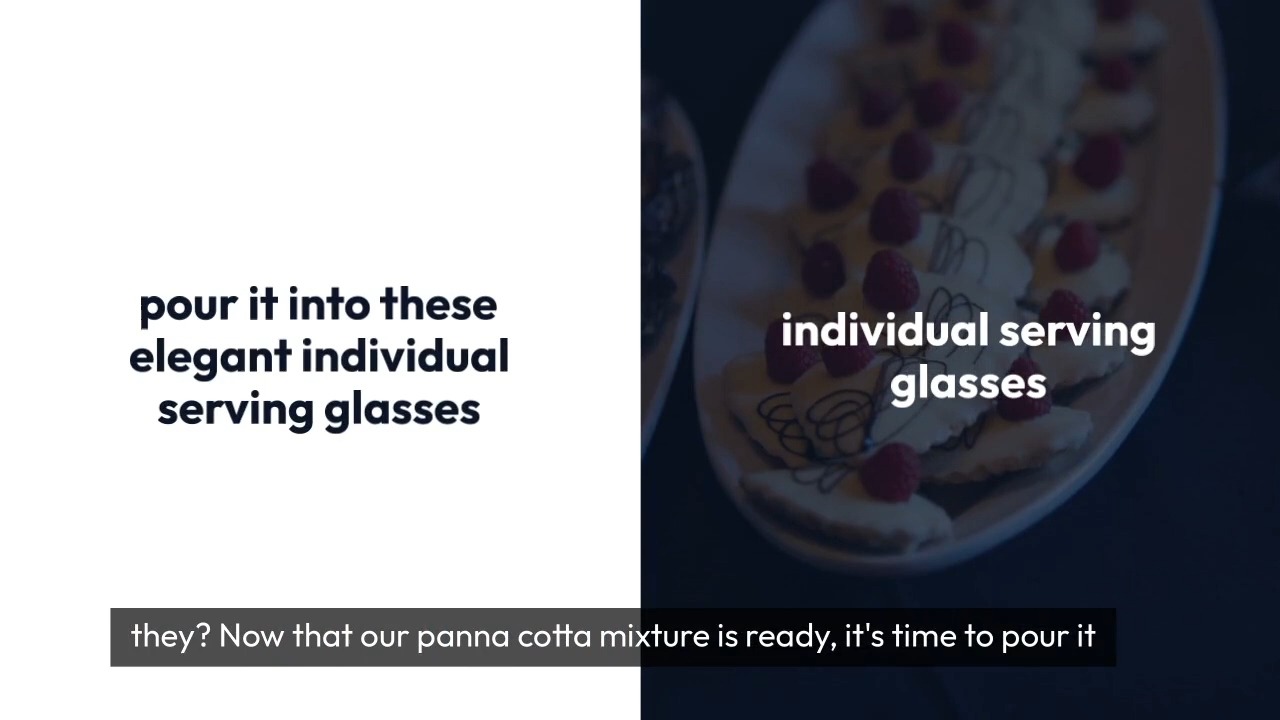 pour it into these
elegant individual
serving glasses
individual serving
glasses
they? Now that our panna cotta mixture is ready, it's time to pour it